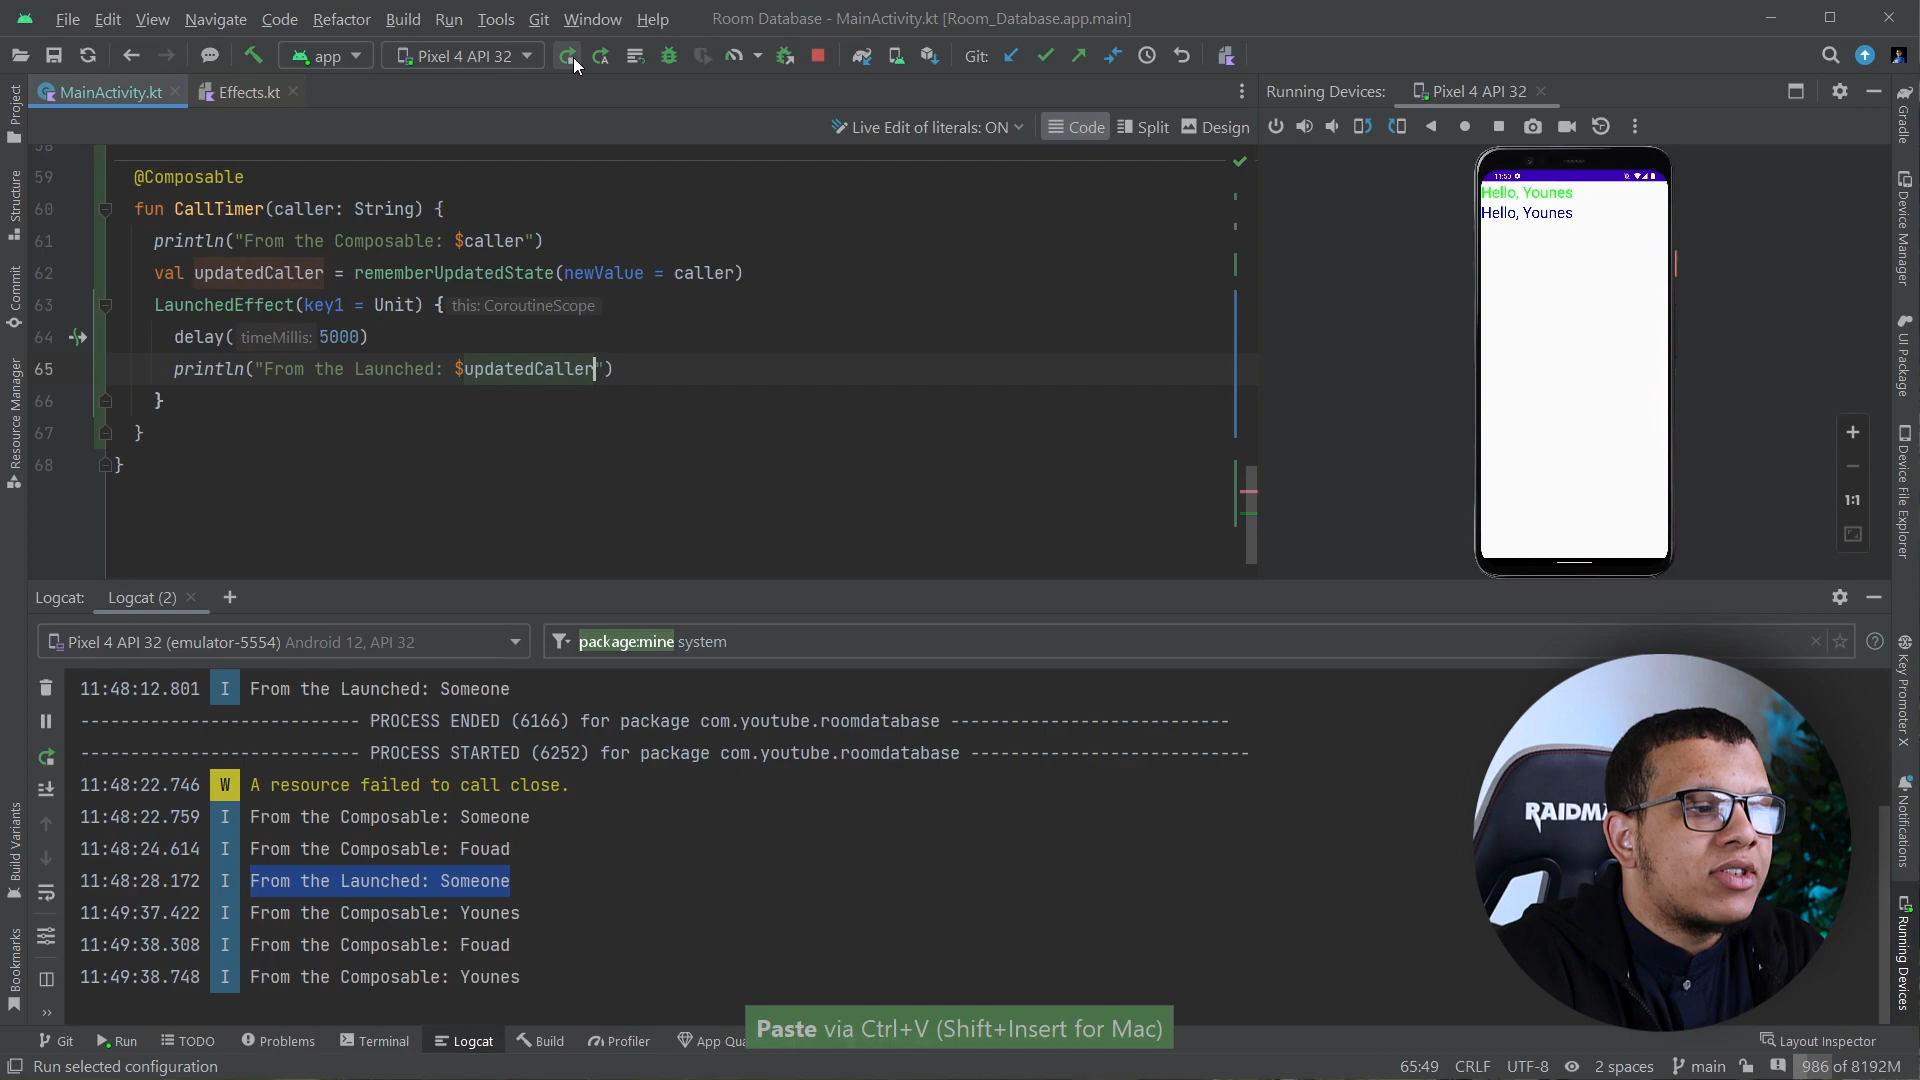 File Edit View Navigate Code Refactor Build Run Tools Git Window Help Room Database - MainActivity.kt [Room_Database.app.main]
app Pixel 4 API 32 Git:
MainActivity.kt Effects.kt Running Devices: Pixel 4 API 32
Live Edit of literals: ON Code Split Design
58
59 @Composable
60 fun CallTimer(caller: String) {
61 println("From the Composable: $caller")
62 val updatedCaller = rememberUpdatedState(newValue = caller)
63 LaunchedEffect(key1 = Unit) { this: CoroutineScope
64 delay( timeMillis: 5000)
65 println("From the Launched: $updatedCaller")
66 }
67 }
68 }
11:50
Hello, Younes
Hello, Younes
1:1
Project
Structure
Commit
Resource Manager
Build Variants
Bookmarks
Gradle
Device Manager
UI Package
Device File Explorer
Key Promoter X
Notifications
Running Devices
Logcat: Logcat (2)
Pixel 4 API 32 (emulator-5554) Android 12, API 32 package:mine system
11:48:12.801 I From the Launched: Someone
---------------------------- PROCESS ENDED (6166) for package com.youtube.roomdatabase ----------------------------
---------------------------- PROCESS STARTED (6252) for package com.youtube.roomdatabase ----------------------------
11:48:22.746 W A resource failed to call close.
11:48:22.759 I From the Composable: Someone
11:48:24.614 I From the Composable: Fouad
11:48:28.172 I From the Launched: Someone
11:49:37.422 I From the Composable: Younes
11:49:38.308 I From the Composable: Fouad
11:49:38.748 I From the Composable: Younes
Paste via Ctrl+V (Shift+Insert for Mac)
Git Run TODO Problems Terminal Logcat Build Profiler App Qua Layout Inspector
Run selected configuration 65:49 CRLF UTF-8 2 spaces main 986 of 8192M